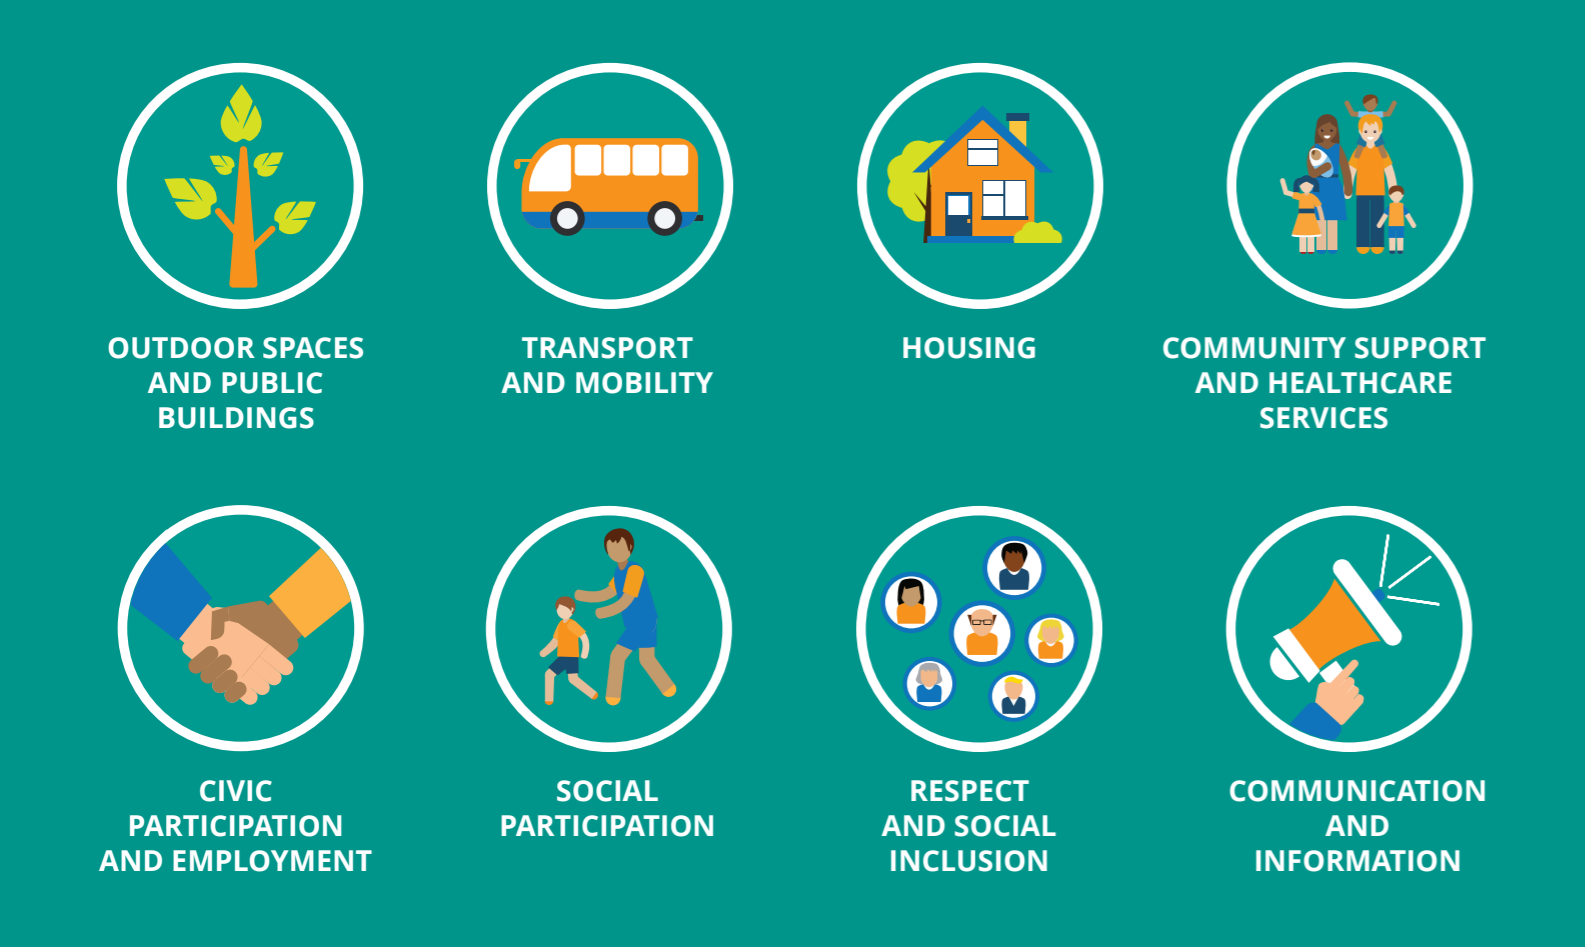 OUTDOOR SPACES
AND PUBLIC
BUILDINGS
TRANSPORT
AND MOBILITY
HOUSING
COMMUNITY SUPPORT
AND HEALTHCARE
SERVICES
CIVIC
PARTICIPATION
AND EMPLOYMENT
SOCIAL
PARTICIPATION
RESPECT
AND SOCIAL
INCLUSION
COMMUNICATION
AND
INFORMATION